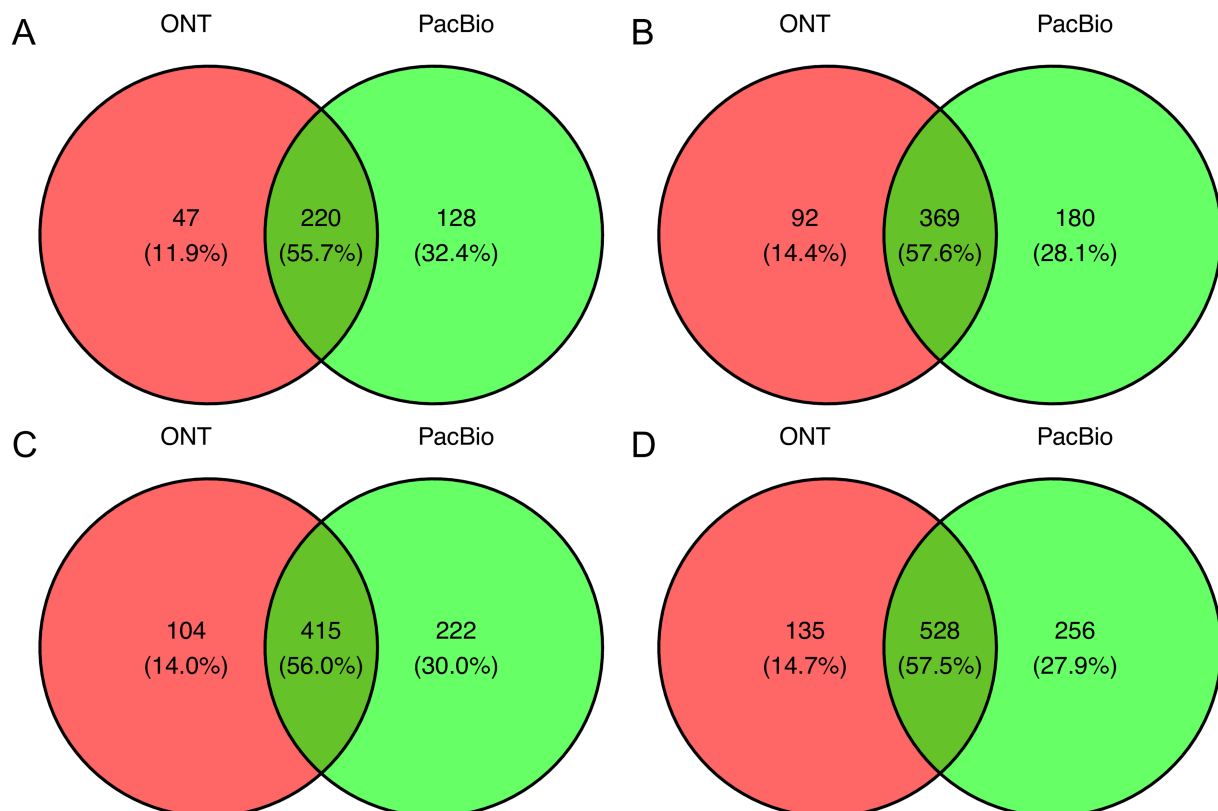 A
ONT
PacBio
47
(11.9%)
220
(55.7%)
128
(32.4%)
B
ONT
PacBio
92
(14.4%)
369
(57.6%)
180
(28.1%)
C
ONT
PacBio
104
(14.0%)
415
(56.0%)
222
(30.0%)
D
ONT
PacBio
135
(14.7%)
528
(57.5%)
256
(27.9%)